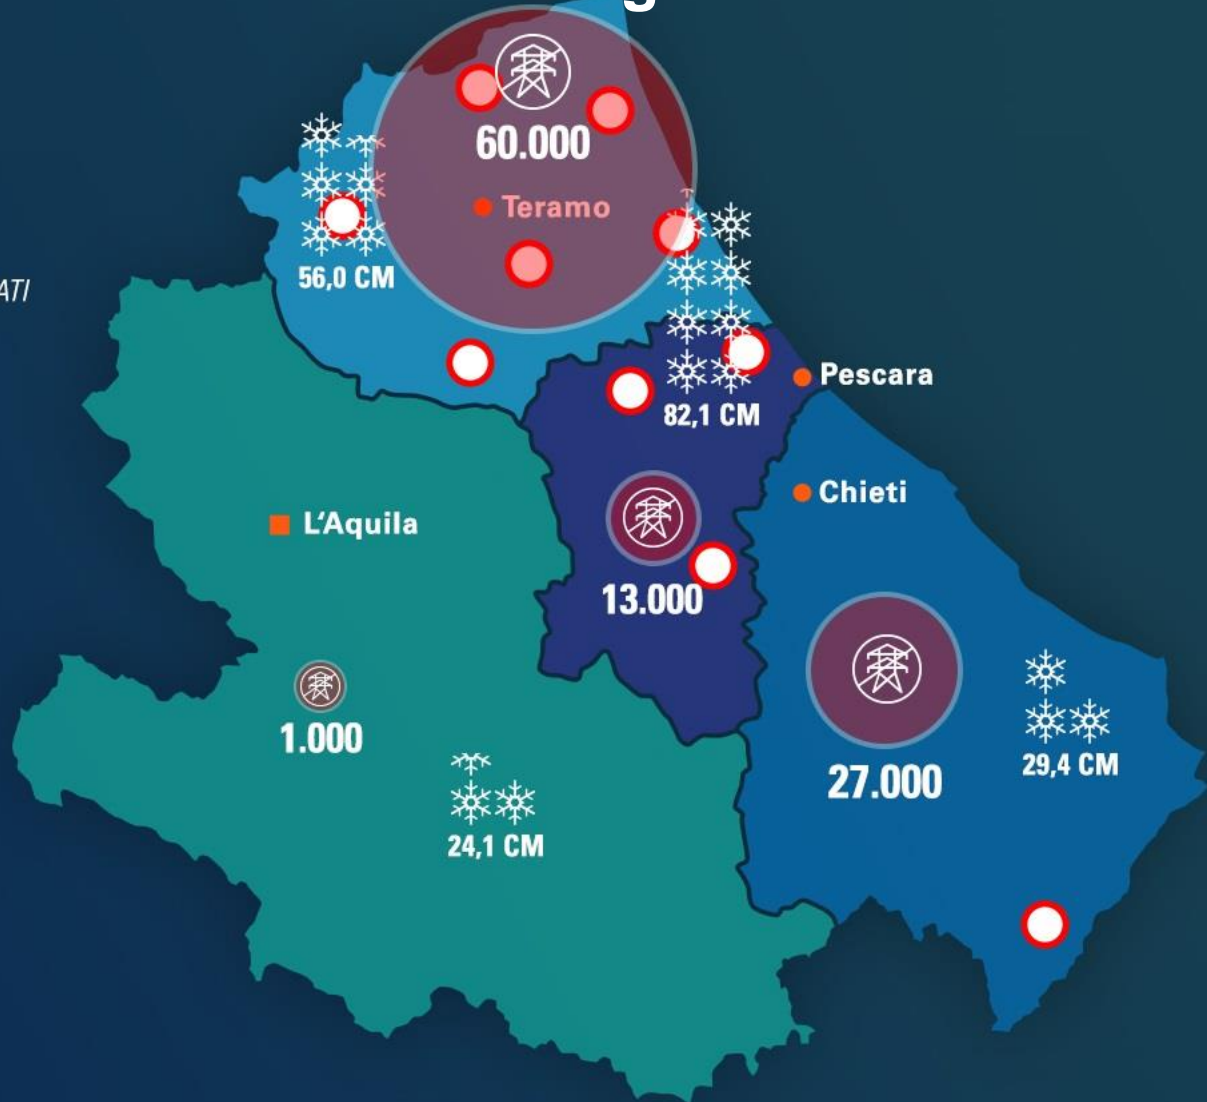 60.000
Teramo
56,0 CM
ATI
Pescara
82,1 CM
Chieti
L'Aquila
13.000
1.000
27.000
29,4 CM
24,1 CM